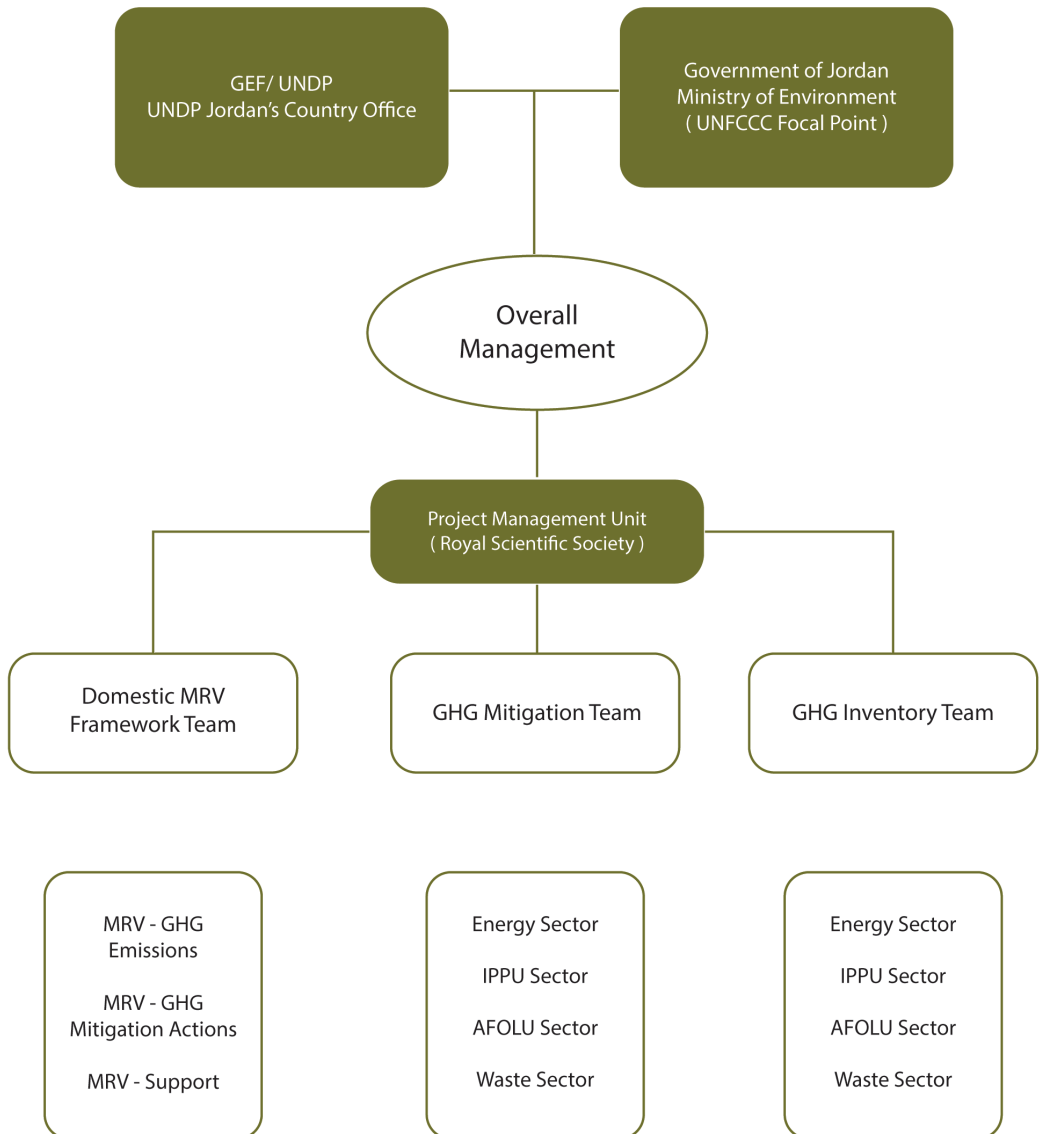 GEF/ UNDP
UNDP Jordan's Country Office
Government of Jordan
Ministry of Environment
( UNFCCC Focal Point )
Overall
Management
Project Management Unit
( Royal Scientific Society )
Domestic MRV
Framework Team
GHG Mitigation Team
GHG Inventory Team
MRV - GHG
Emissions
MRV - GHG
Mitigation Actions
MRV - Support
Energy Sector
IPPU Sector
AFOLU Sector
Waste Sector
Energy Sector
IPPU Sector
AFOLU Sector
Waste Sector